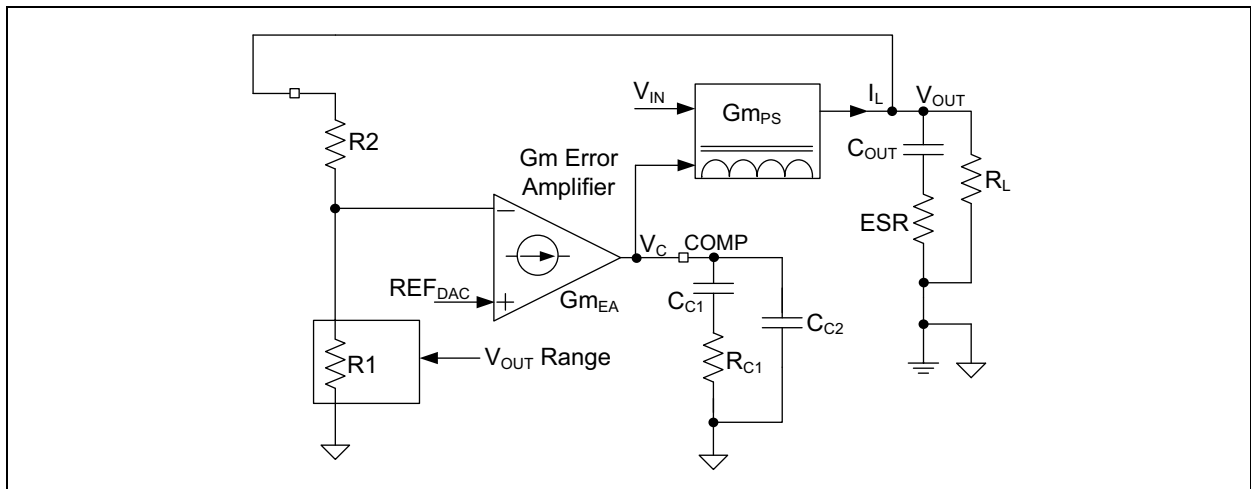 V_IN
Gm_PS
I_L
V_OUT
R2
Gm Error
Amplifier
C_OUT
R_L
ESR
−
V_C
COMP
REF_DAC
+
Gm_EA
C_C1
C_C2
R1
V_OUT Range
R_C1